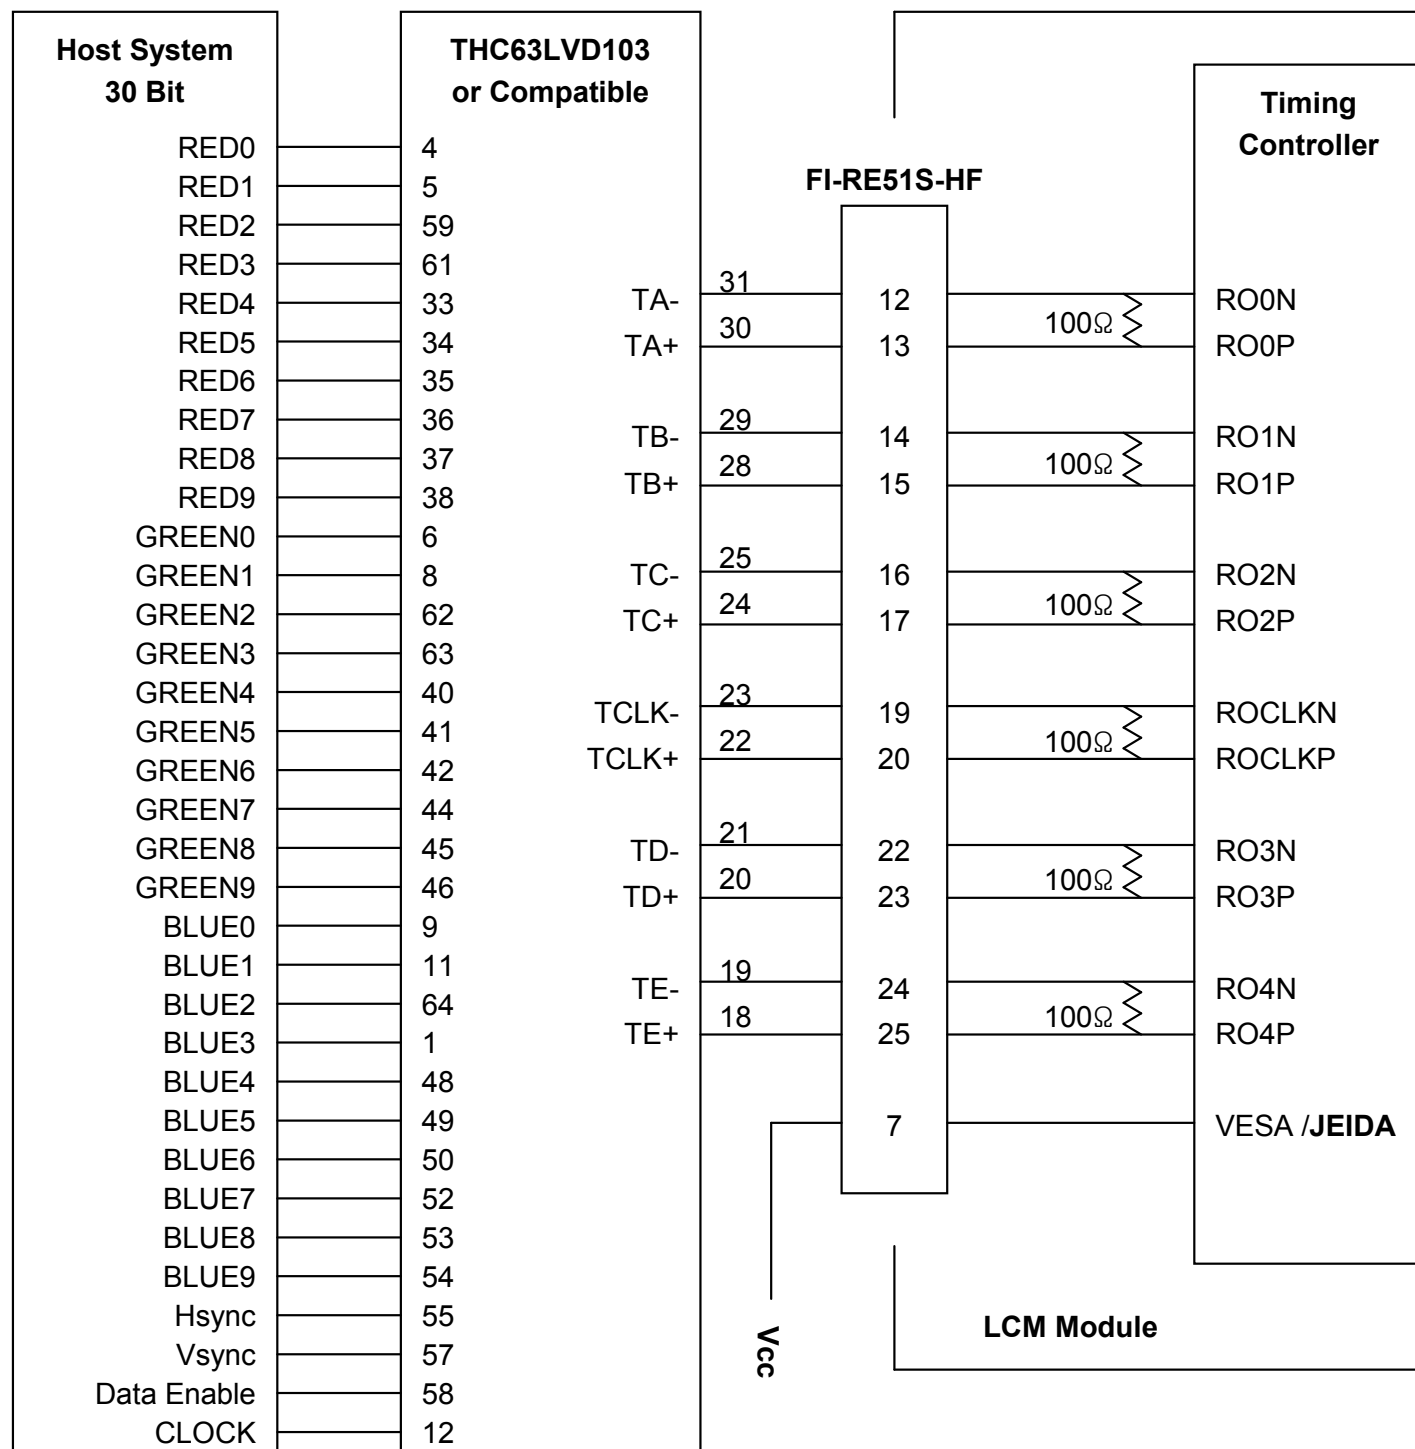 Host System
30 Bit
RED0 4
RED1 5
RED2 59
RED3 61
RED4 33
RED5 34
RED6 35
RED7 36
RED8 37
RED9 38
GREEN0 6
GREEN1 8
GREEN2 62
GREEN3 63
GREEN4 40
GREEN5 41
GREEN6 42
GREEN7 44
GREEN8 45
GREEN9 46
BLUE0 9
BLUE1 11
BLUE2 64
BLUE3 1
BLUE4 48
BLUE5 49
BLUE6 50
BLUE7 52
BLUE8 53
BLUE9 54
Hsync 55
Vsync 57
Data Enable 58
CLOCK 12
THC63LVD103
or Compatible
FI-RE51S-HF
Timing
Controller
TA- 31 12 RO0N
100Ω
TA+ 30 13 RO0P
TB- 29 14 RO1N
100Ω
TB+ 28 15 RO1P
TC- 25 16 RO2N
100Ω
TC+ 24 17 RO2P
TCLK- 23 19 ROCLKN
100Ω
TCLK+ 22 20 ROCLKP
TD- 21 22 RO3N
100Ω
TD+ 20 23 RO3P
TE- 19 24 RO4N
100Ω
TE+ 18 25 RO4P
7 VESA /JEIDA
Vcc
LCM Module